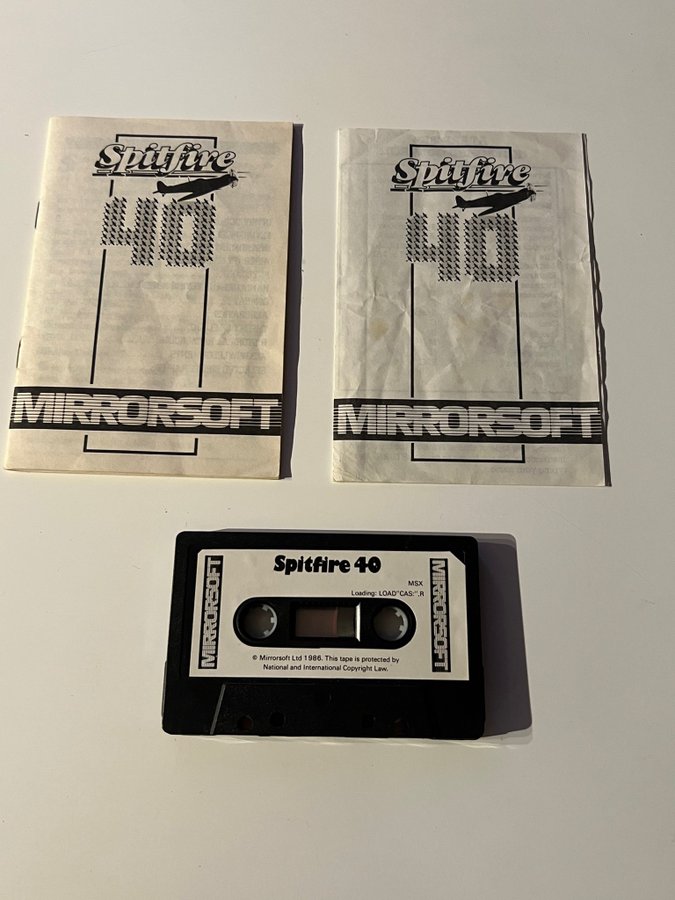 Spitfire
40
MIRRORSOFT
Spitfire
40
MIRRORSOFT
Spitfire 40
MSX
Loading: LOAD"CAS:".R
MIRRORSOFT
MIRRORSOFT
© Mirrorsoft Ltd 1986. This tape is protected by
National and International Copyright Law.